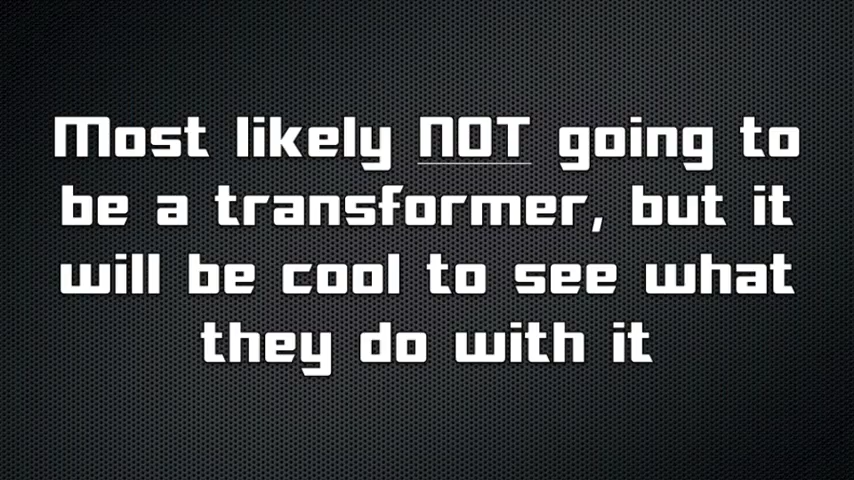 Most likely NOT going to
be a transformer, but it
will be cool to see what
they do with it